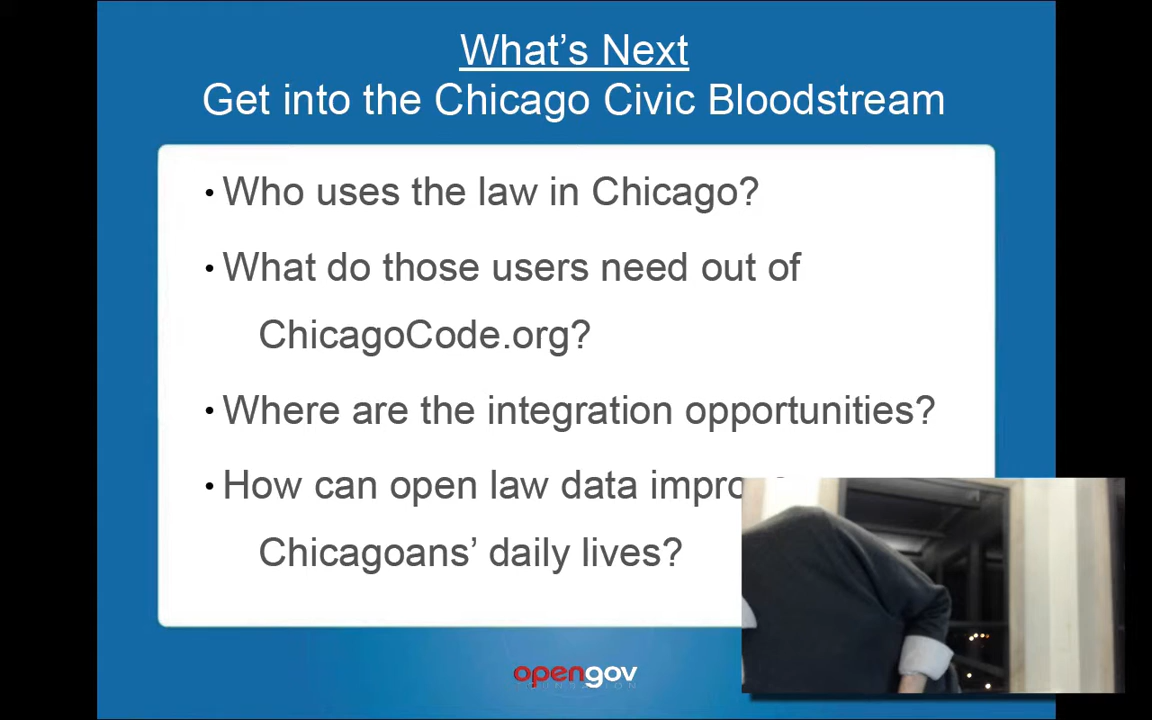 What's Next
Get into the Chicago Civic Bloodstream
• Who uses the law in Chicago?
• What do those users need out of
ChicagoCode.org?
• Where are the integration opportunities?
• How can open law data
Chicagoans' daily lives?
opengov
FOUNDATION